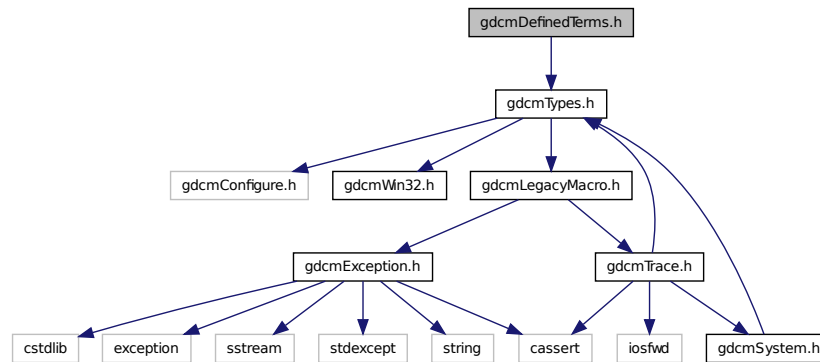 gdcmDefinedTerms.h
gdcmTypes.h
gdcmConfigure.h
gdcmWin32.h
gdcmLegacyMacro.h
gdcmException.h
gdcmTrace.h
cstdlib
exception
sstream
stdexcept
string
cassert
iosfwd
gdcmSystem.h